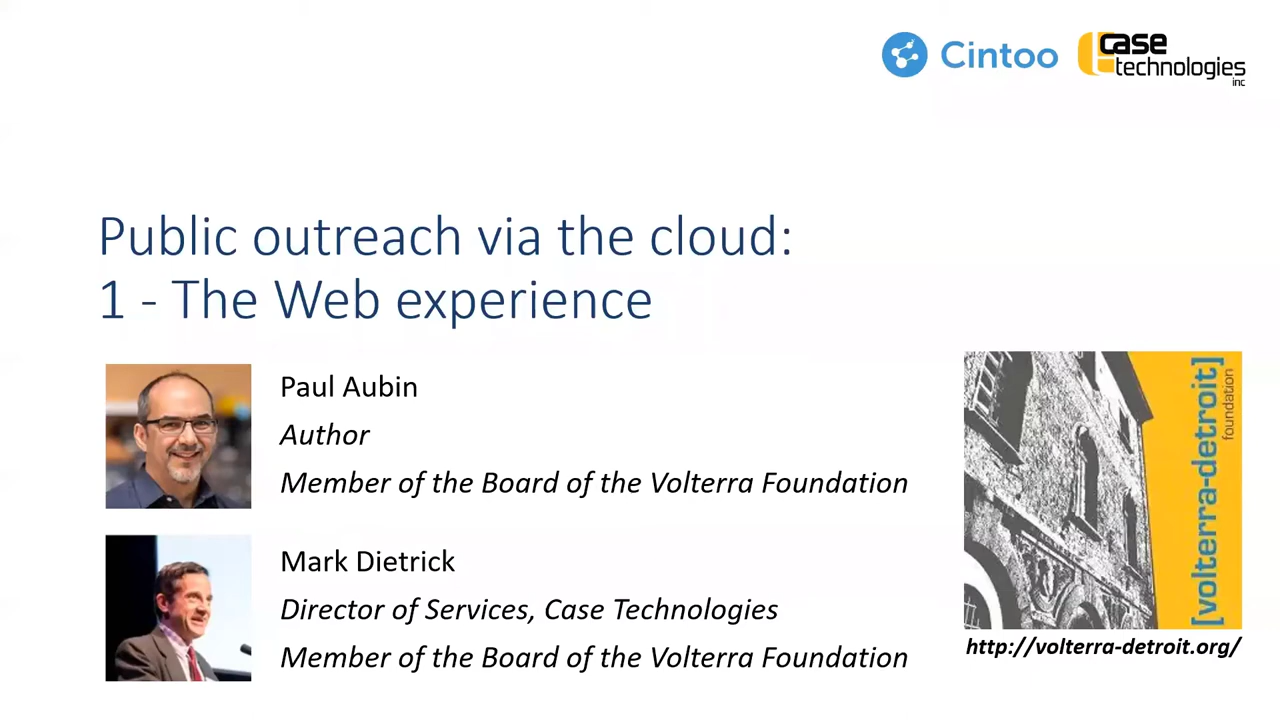 Cintoo
case
technologies
inc
Public outreach via the cloud:
1 - The Web experience
Paul Aubin
Author
Member of the Board of the Volterra Foundation
Mark Dietrick
Director of Services, Case Technologies
Member of the Board of the Volterra Foundation
[volterra-detroit]
foundation
http://volterra-detroit.org/